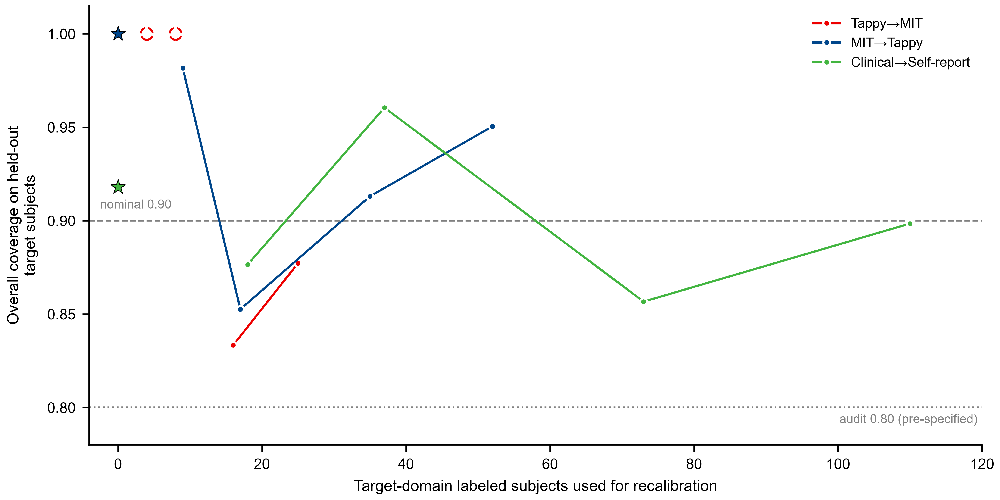 Tappy→MIT
MIT→Tappy
Clinical→Self-report
1.00
0.95
0.90
0.85
0.80
Overall coverage on held-out
target subjects
nominal 0.90
audit 0.80 (pre-specified)
0
20
40
60
80
100
120
Target-domain labeled subjects used for recalibration